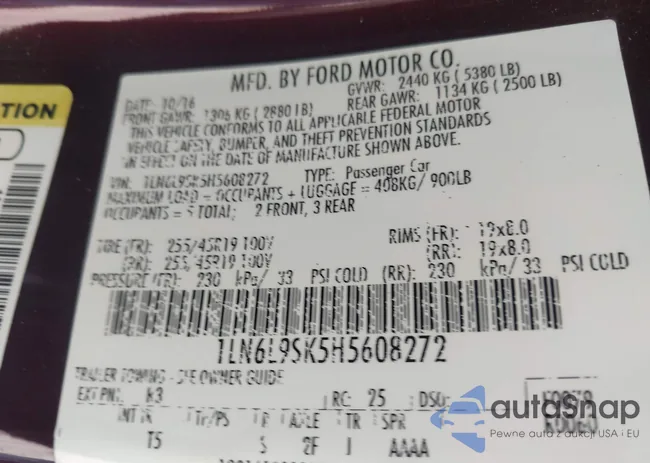 MFD. BY FORD MOTOR CO.
DATE: 10/16 GVWR: 2440 KG ( 5380 LB)
FRONT GAWR: 1306 KG ( 2880 LB) REAR GAWR: 1134 KG ( 2500 LB)
THIS VEHICLE CONFORMS TO ALL APPLICABLE FEDERAL MOTOR
VEHICLE SAFETY, BUMPER, AND THEFT PREVENTION STANDARDS
IN EFFECT ON THE DATE OF MANUFACTURE SHOWN ABOVE.
VIN: 1LN6L9SK5H5608272 TYPE: Passenger Car
MAXIMUM LOAD = OCCUPANTS + LUGGAGE = 408KG/ 900LB
OCCUPANTS = 5 TOTAL: 2 FRONT, 3 REAR
TIRE (FR): 255/45R19 100V RIMS (FR): 19x8.0
(RR): 255/45R19 100V (RR): 19x8.0
PRESSURE (FR): 230 kPa/ 33 PSI COLD (RR): 230 kPa/ 33 PSI COLD
1LN6L9SK5H5608272
TRAILER TOWING - SEE OWNER GUIDE
EXT PNT: RC: 25 DSO:
INT TR TP/PS R AXLE TR SPR
T5 S 2F J AAAA
TION
autosnap
Pewne auta z aukcji USA i EU